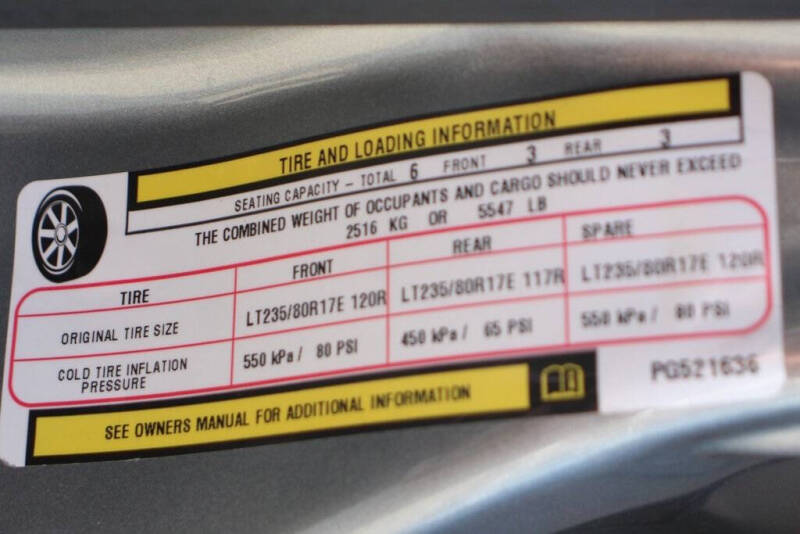 TIRE AND LOADING INFORMATION
SEATING CAPACITY – TOTAL 6 FRONT 3 REAR 3
THE COMBINED WEIGHT OF OCCUPANTS AND CARGO SHOULD NEVER EXCEED
2516 KG OR 5547 LB
TIRE FRONT REAR SPARE
ORIGINAL TIRE SIZE LT235/80R17E 120R LT235/80R17E 117R LT235/80R17E 120R
COLD TIRE INFLATION
PRESSURE 550 kPa / 80 PSI 450 kPa / 65 PSI 550 kPa / 80 PSI
SEE OWNERS MANUAL FOR ADDITIONAL INFORMATION
PG521636